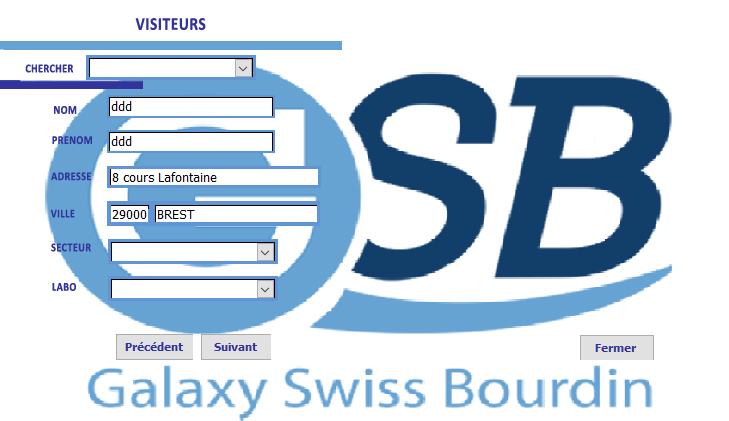 VISITEURS
CHERCHER
NOM ddd
PRENOM ddd
ADRESSE 8 cours Lafontaine
VILLE 29000 BREST
SECTEUR
LABO
Précédent Suivant Fermer
GSB
Galaxy Swiss Bourdin